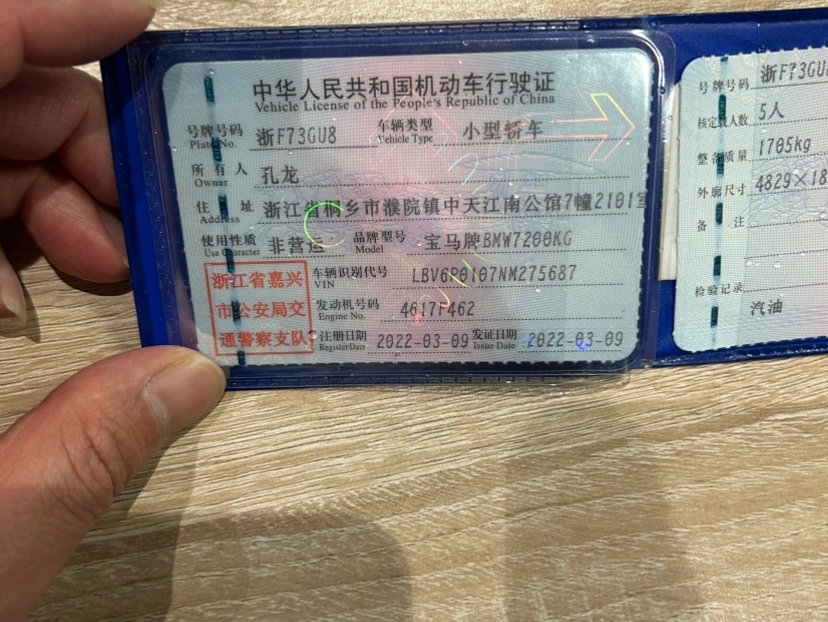 中华人民共和国机动车行驶证
Vehicle License of the People's Republic of China
号牌号码 浙F73GU8 车辆类型 小型轿车
Plate No. Vehicle Type
所有人 孔龙
Owner
住址 浙江省桐乡市濮院镇中天江南公馆7幢2101室
Address
使用性质 非营运 品牌型号 宝马牌BMW7200KG
Use Character Model
浙江省嘉兴
市公安局交
通警察支队
车辆识别代号 LBV6P0107NM275687
VIN
发动机号码 4617F462
Engine No.
注册日期 2022-03-09 发证日期 2022-03-09
Register Date Issue Date
号牌号码 浙F73GU
核定载人数 5人
整备质量 1705kg
外廓尺寸 4829×18
备注
检验记录
汽油